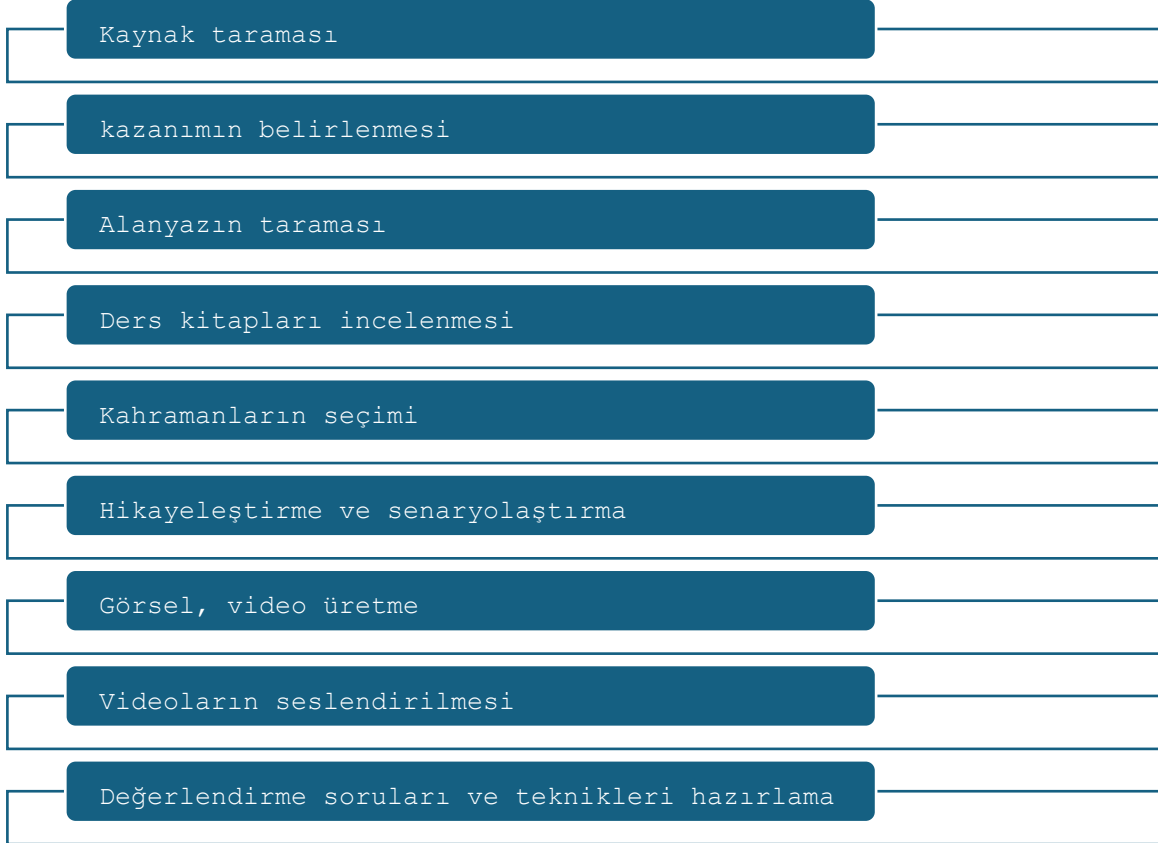 Kaynak taraması
kazanımın belirlenmesi
Alanyazın taraması
Ders kitapları incelenmesi
Kahramanların seçimi
Hikayeleştirme ve senaryolaştırma
Görsel, video üretme
Videoların seslendirilmesi
Değerlendirme soruları ve teknikleri hazırlama